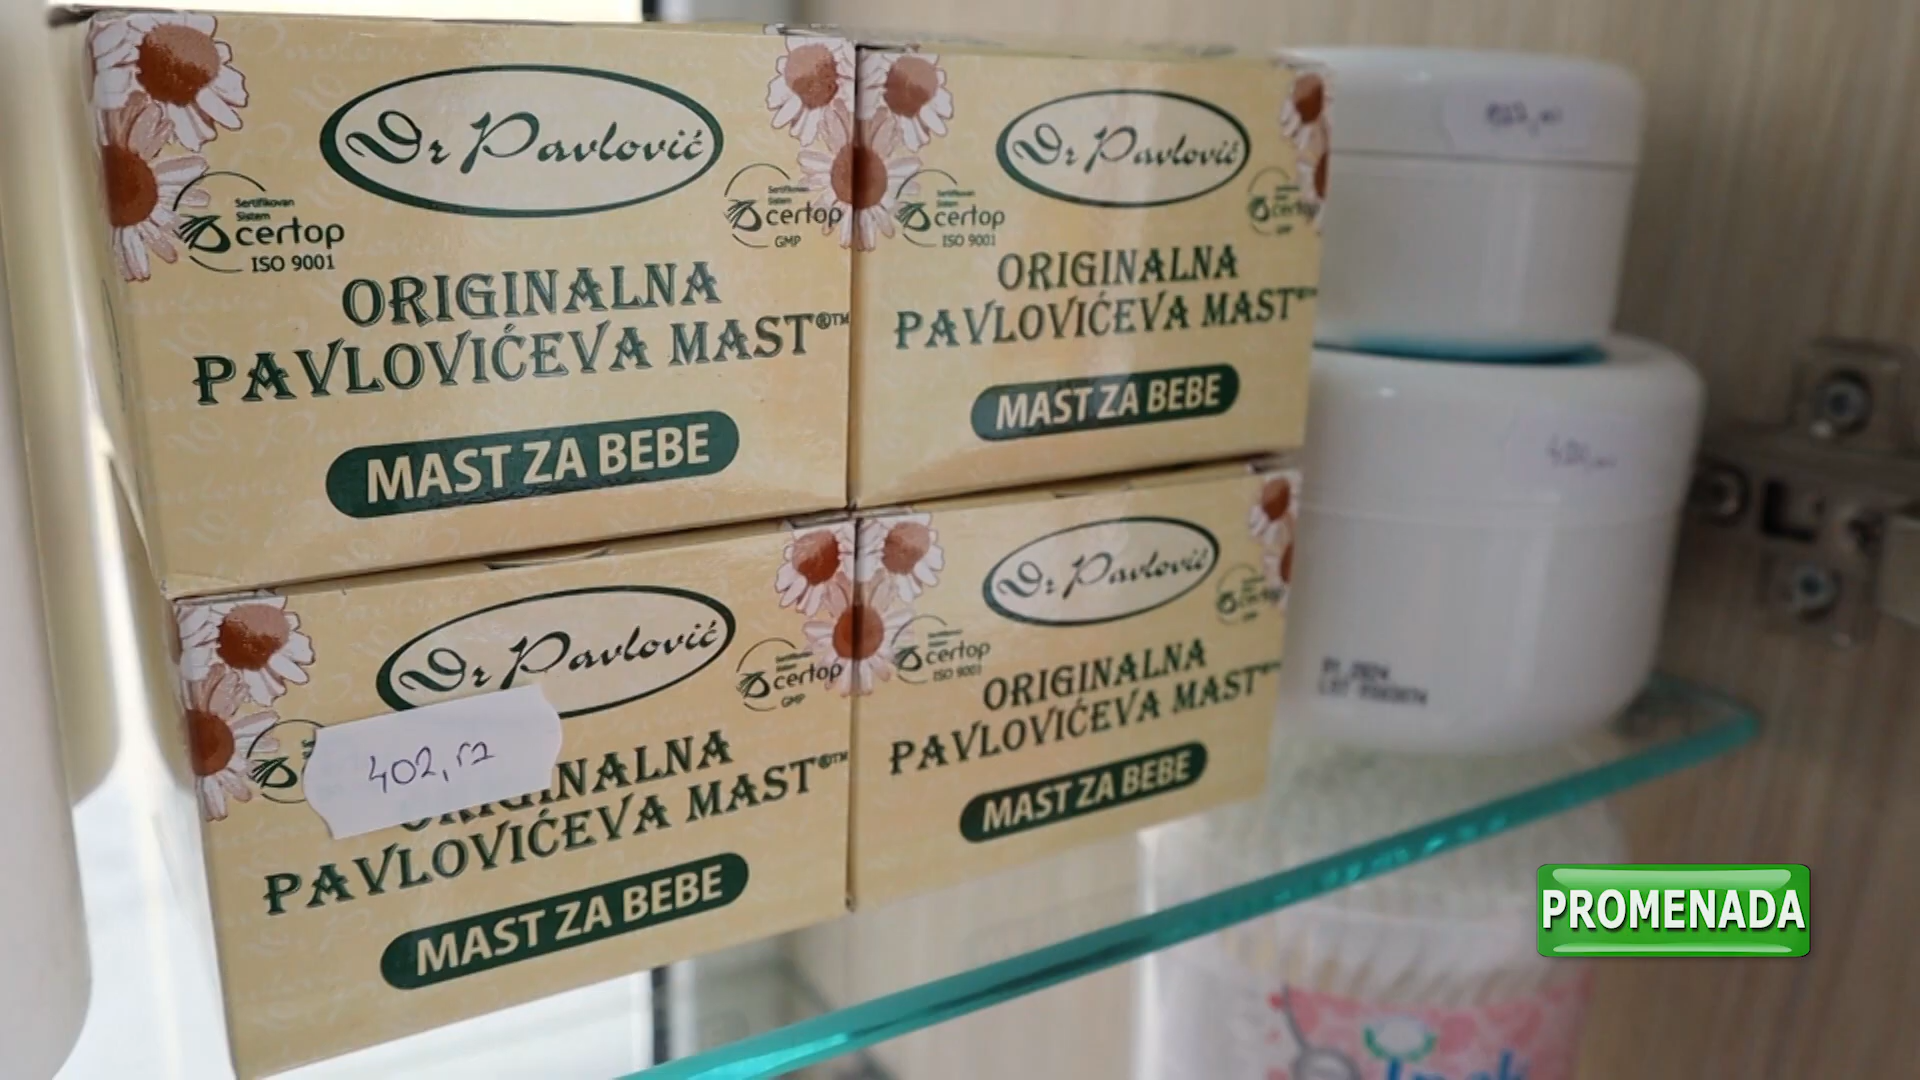 Dr Pavlović
Sertifikovan
Sistem
certop
ISO 9001
certop
GMP
ORIGINALNA
PAVLOVIĆEVA MAST®™
MAST ZA BEBE
Dr Pavlović
certop
ISO 9001
certop
ORIGINALNA
PAVLOVIĆEVA MAST
MAST ZA BEBE
Dr Pavlović
certop
GMP
402,
PAVLOVIĆEVA MAST®™
MAST ZA BEBE
Dr Pavlović
certop
ISO 9001
ORIGINALNA
PAVLOVIĆEVA MAST
MAST ZA BEBE
PROMENADA